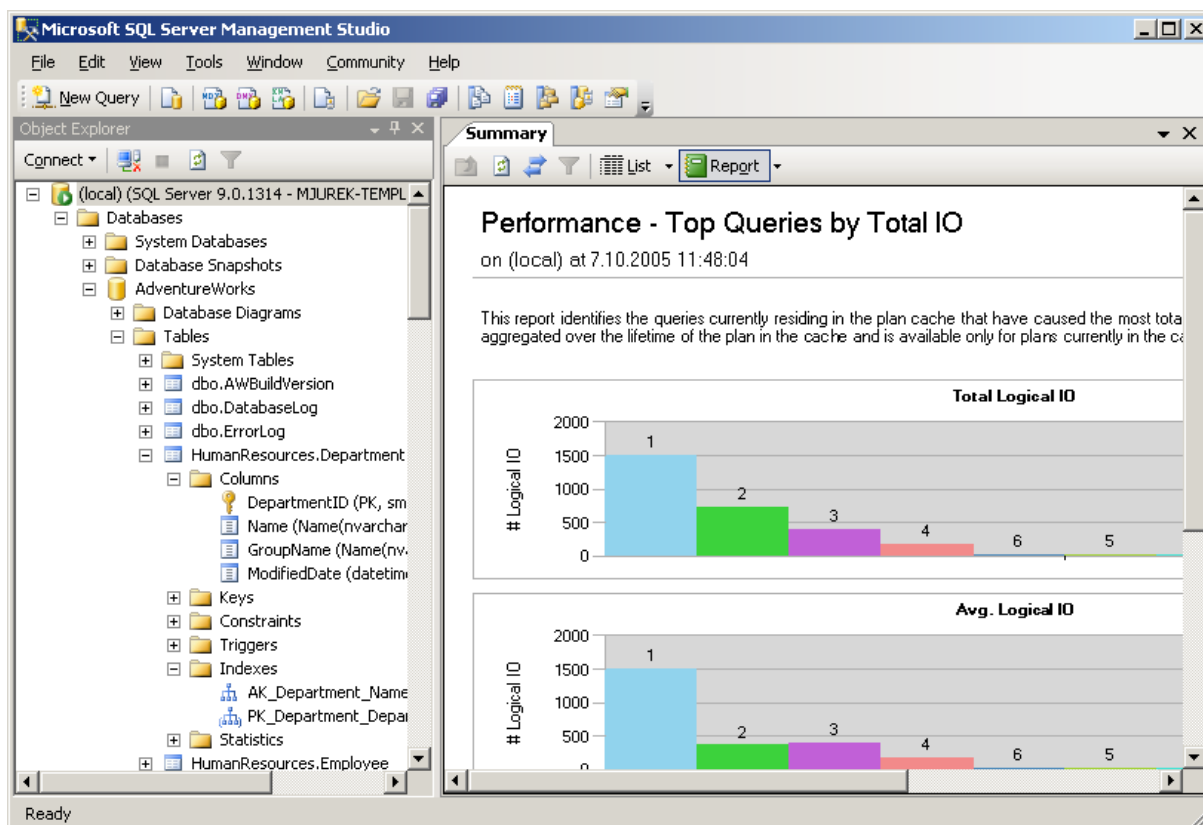 Microsoft SQL Server Management Studio
File Edit View Tools Window Community Help
New Query
Object Explorer
Connect
(local) (SQL Server 9.0.1314 - MJUREK-TEMPL
Databases
System Databases
Database Snapshots
AdventureWorks
Database Diagrams
Tables
System Tables
dbo.AWBuildVersion
dbo.DatabaseLog
dbo.ErrorLog
HumanResources.Department
Columns
DepartmentID (PK, sm
Name (Name(nvarchar
GroupName (Name(nv
ModifiedDate (datetim
Keys
Constraints
Triggers
Indexes
AK_Department_Name
PK_Department_Depar
Statistics
HumanResources.Employee
Summary
List Report
Performance - Top Queries by Total IO
on (local) at 7.10.2005 11:48:04
This report identifies the queries currently residing in the plan cache that have caused the most tota
aggregated over the lifetime of the plan in the cache and is available only for plans currently in the ca
Total Logical IO
# Logical IO
2000
1500
1000
500
0
1
2
3
4
6
5
Avg. Logical IO
# Logical IO
2000
1500
1000
500
0
1
2
3
4
6
5
Ready